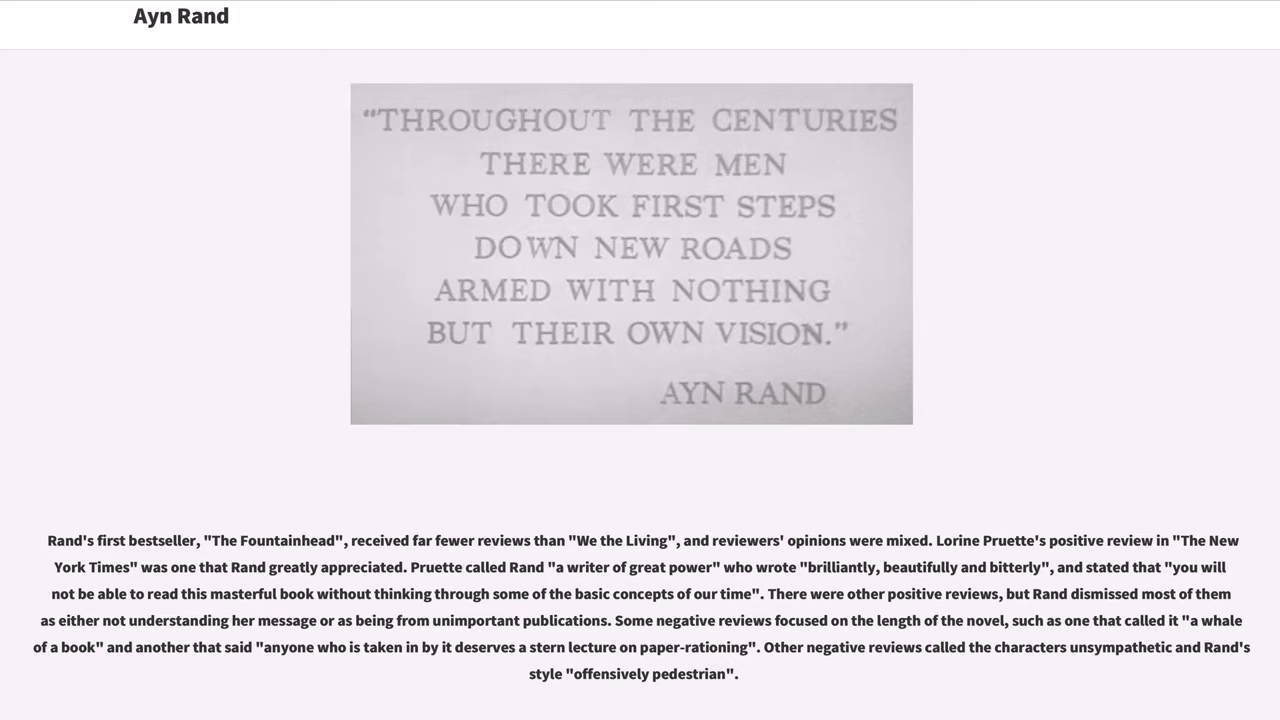 Ayn Rand
“THROUGHOUT THE CENTURIES
THERE WERE MEN
WHO TOOK FIRST STEPS
DOWN NEW ROADS
ARMED WITH NOTHING
BUT THEIR OWN VISION.”
AYN RAND
Rand's first bestseller, "The Fountainhead", received far fewer reviews than "We the Living", and reviewers' opinions were mixed. Lorine Pruette's positive review in "The New
York Times" was one that Rand greatly appreciated. Pruette called Rand "a writer of great power" who wrote "brilliantly, beautifully and bitterly", and stated that "you will
not be able to read this masterful book without thinking through some of the basic concepts of our time". There were other positive reviews, but Rand dismissed most of them
as either not understanding her message or as being from unimportant publications. Some negative reviews focused on the length of the novel, such as one that called it "a whale
of a book" and another that said "anyone who is taken in by it deserves a stern lecture on paper-rationing". Other negative reviews called the characters unsympathetic and Rand's
style "offensively pedestrian".